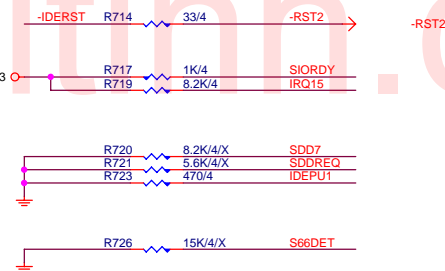 -IDERST R714 33/4 -RST2 -RST2
3 R717 1K/4 SIORDY
R719 8.2K/4 IRQ15
R720 8.2K/4/X SDD7
R721 5.6K/4/X SDDREQ
R723 470/4 IDEPU1
R726 15K/4/X S66DET